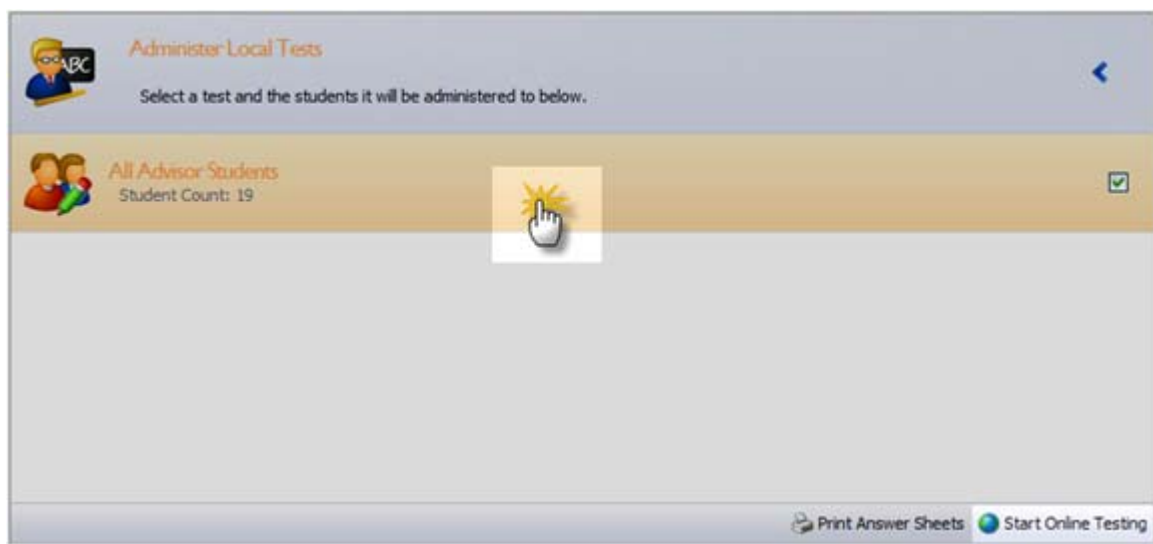 ABC
Administer Local Tests
Select a test and the students it will be administered to below.
All Advisor Students
Student Count: 19
Print Answer Sheets Start Online Testing